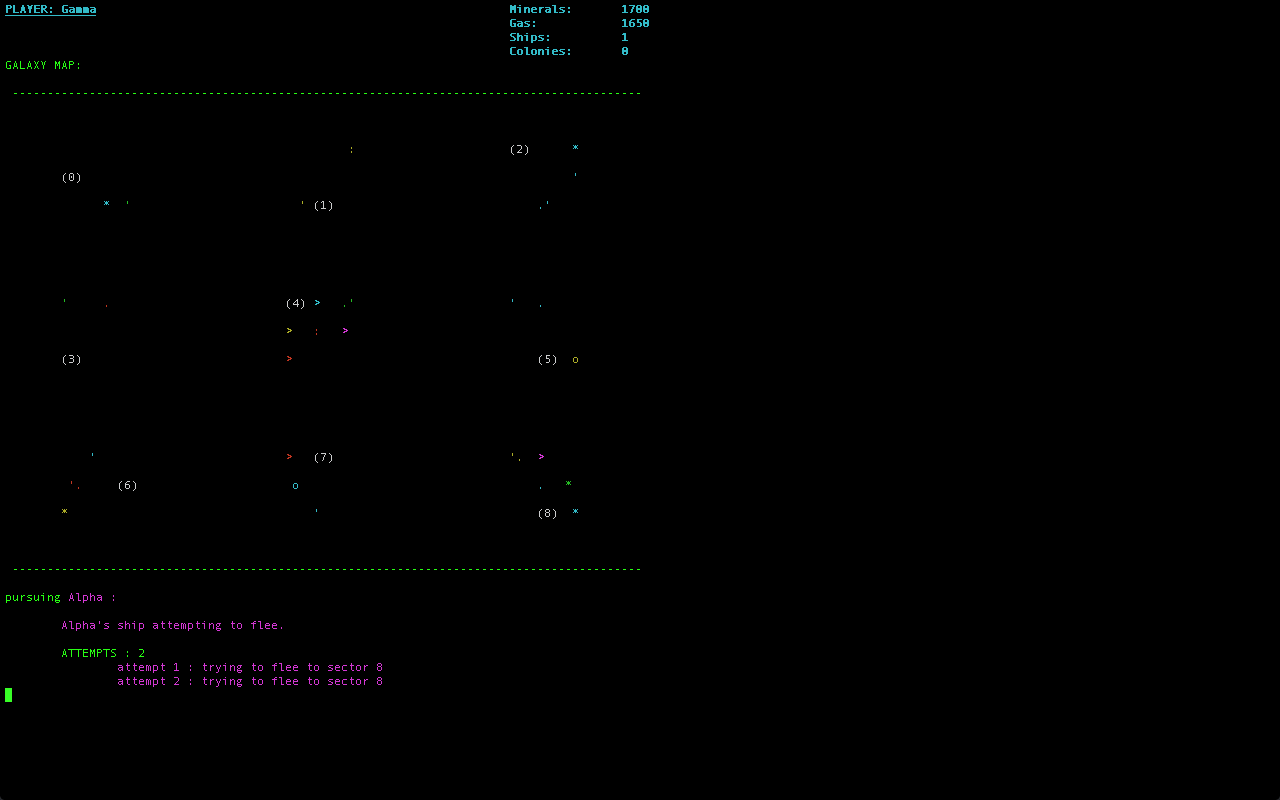 PLAYER: Gamma Minerals: 1700
Gas: 1650
Ships: 1
Colonies: 0
GALAXY MAP:
-----------------------------------------------------------------------------------------
: (2) *
(0) '
* ' ' (1) .'
' . (4) > .' ' .
> : >
(3) > (5) o
' > (7) '. >
'. (6) o . *
* ' (8) *
-----------------------------------------------------------------------------------------
pursuing Alpha :
Alpha's ship attempting to flee.
ATTEMPTS : 2
attempt 1 : trying to flee to sector 8
attempt 2 : trying to flee to sector 8